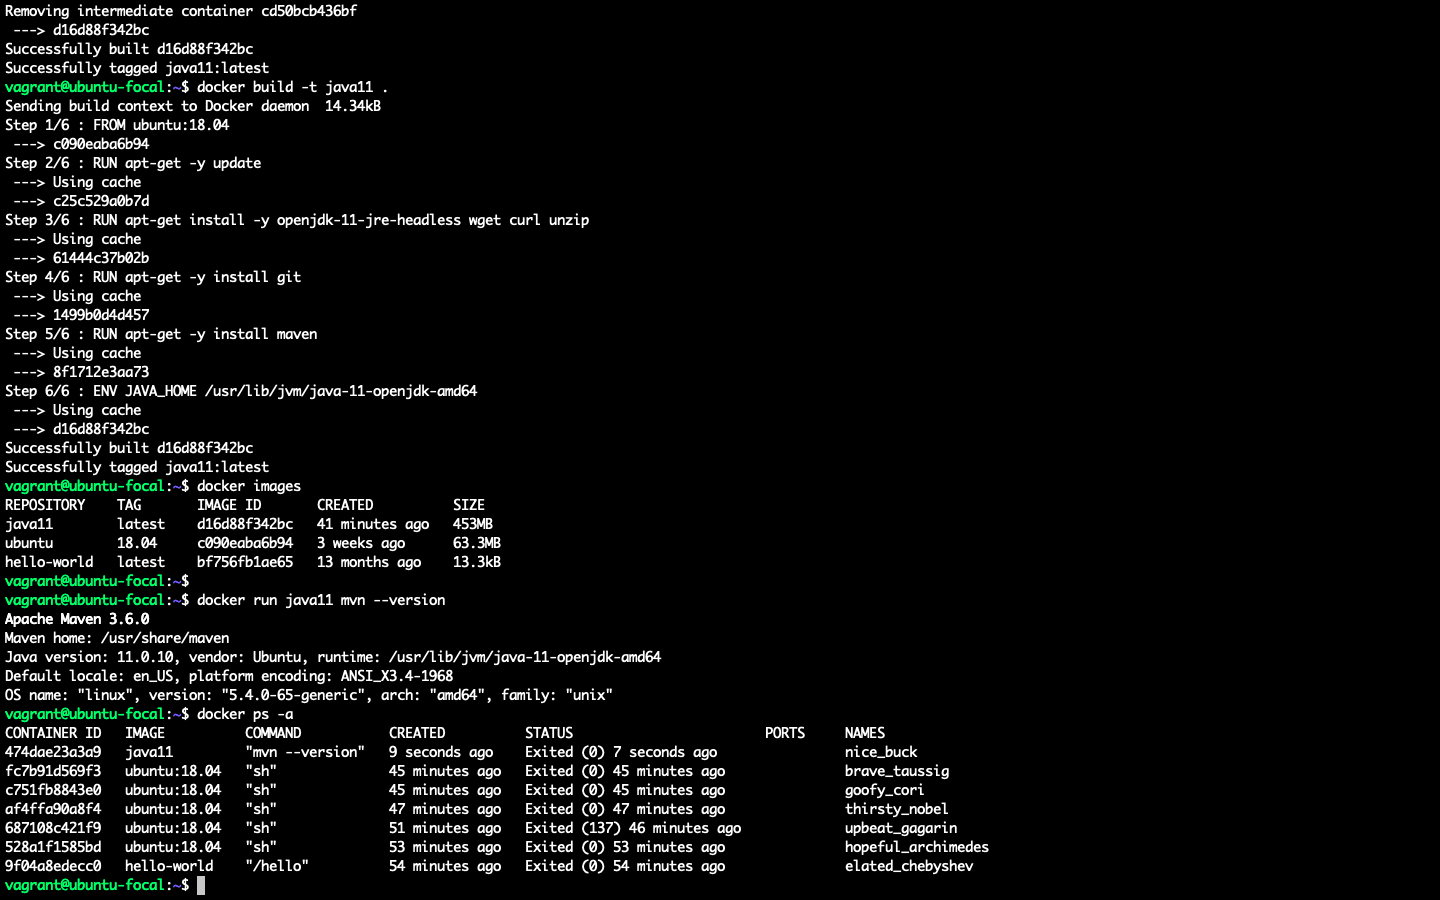 Removing intermediate container cd50bcb436bf
 ---> d16d88f342bc
Successfully built d16d88f342bc
Successfully tagged java11:latest
vagrant@ubuntu-focal:~$ docker build -t java11 .
Sending build context to Docker daemon  14.34kB
Step 1/6 : FROM ubuntu:18.04
 ---> c090eaba6b94
Step 2/6 : RUN apt-get -y update
 ---> Using cache
 ---> c25c529a0b7d
Step 3/6 : RUN apt-get install -y openjdk-11-jre-headless wget curl unzip
 ---> Using cache
 ---> 61444c37b02b
Step 4/6 : RUN apt-get -y install git
 ---> Using cache
 ---> 1499b0d4d457
Step 5/6 : RUN apt-get -y install maven
 ---> Using cache
 ---> 8f1712e3aa73
Step 6/6 : ENV JAVA_HOME /usr/lib/jvm/java-11-openjdk-amd64
 ---> Using cache
 ---> d16d88f342bc
Successfully built d16d88f342bc
Successfully tagged java11:latest
vagrant@ubuntu-focal:~$ docker images
REPOSITORY    TAG       IMAGE ID       CREATED          SIZE
java11        latest    d16d88f342bc   41 minutes ago   453MB
ubuntu        18.04     c090eaba6b94   3 weeks ago      63.3MB
hello-world   latest    bf756fb1ae65   13 months ago    13.3kB
vagrant@ubuntu-focal:~$
vagrant@ubuntu-focal:~$ docker run java11 mvn --version
Apache Maven 3.6.0
Maven home: /usr/share/maven
Java version: 11.0.10, vendor: Ubuntu, runtime: /usr/lib/jvm/java-11-openjdk-amd64
Default locale: en_US, platform encoding: ANSI_X3.4-1968
OS name: "linux", version: "5.4.0-65-generic", arch: "amd64", family: "unix"
vagrant@ubuntu-focal:~$ docker ps -a
CONTAINER ID   IMAGE          COMMAND           CREATED          STATUS                        PORTS     NAMES
474dae23a3a9   java11         "mvn --version"   9 seconds ago    Exited (0) 7 seconds ago                nice_buck
fc7b91d569f3   ubuntu:18.04   "sh"              45 minutes ago   Exited (0) 45 minutes ago               brave_taussig
c751fb8843e0   ubuntu:18.04   "sh"              45 minutes ago   Exited (0) 45 minutes ago               goofy_cori
af4ffa90a8f4   ubuntu:18.04   "sh"              47 minutes ago   Exited (0) 47 minutes ago               thirsty_nobel
687108c421f9   ubuntu:18.04   "sh"              51 minutes ago   Exited (137) 46 minutes ago             upbeat_gagarin
528a1f1585bd   ubuntu:18.04   "sh"              53 minutes ago   Exited (0) 53 minutes ago               hopeful_archimedes
9f04a8edecc0   hello-world    "/hello"          54 minutes ago   Exited (0) 54 minutes ago               elated_chebyshev
vagrant@ubuntu-focal:~$